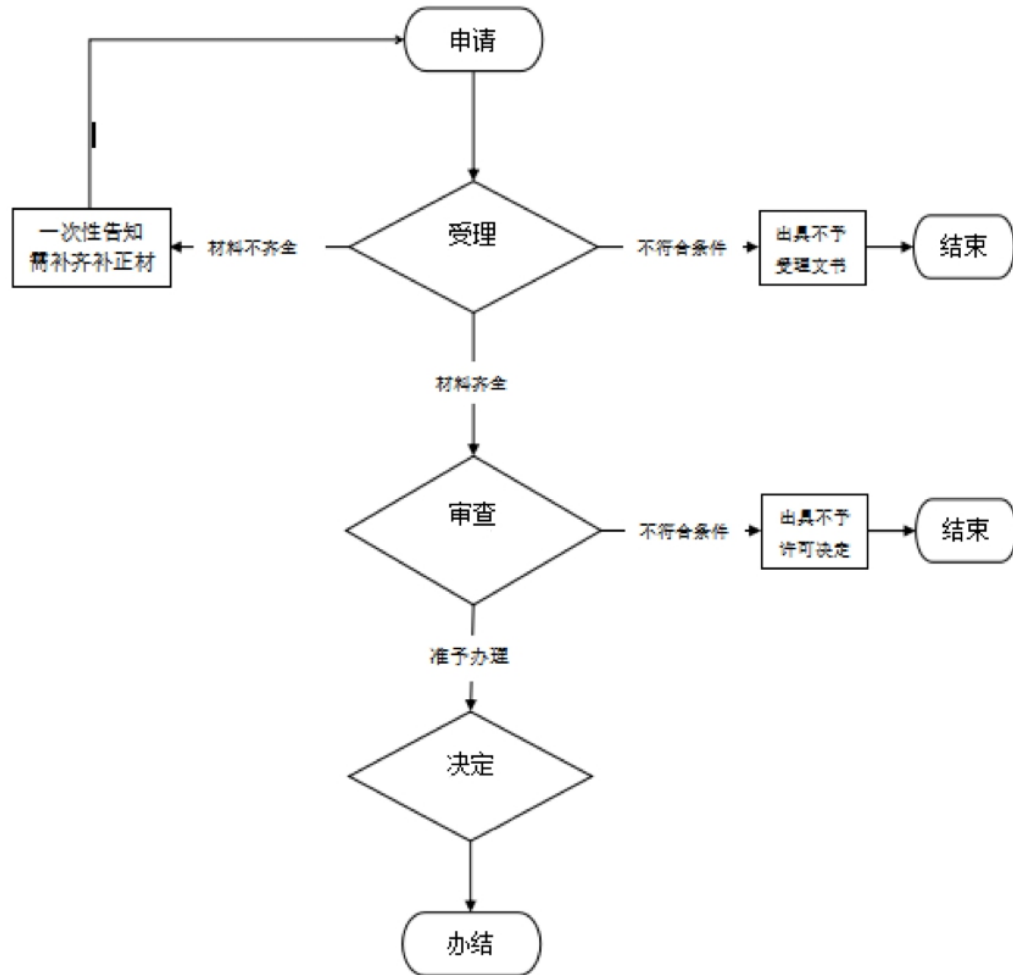 申请
受理
材料不齐全
一次性告知
需补齐补正材
不符合条件
出具不予
受理文书
结束
材料齐全
审查
不符合条件
出具不予
许可决定
结束
准予办理
决定
办结